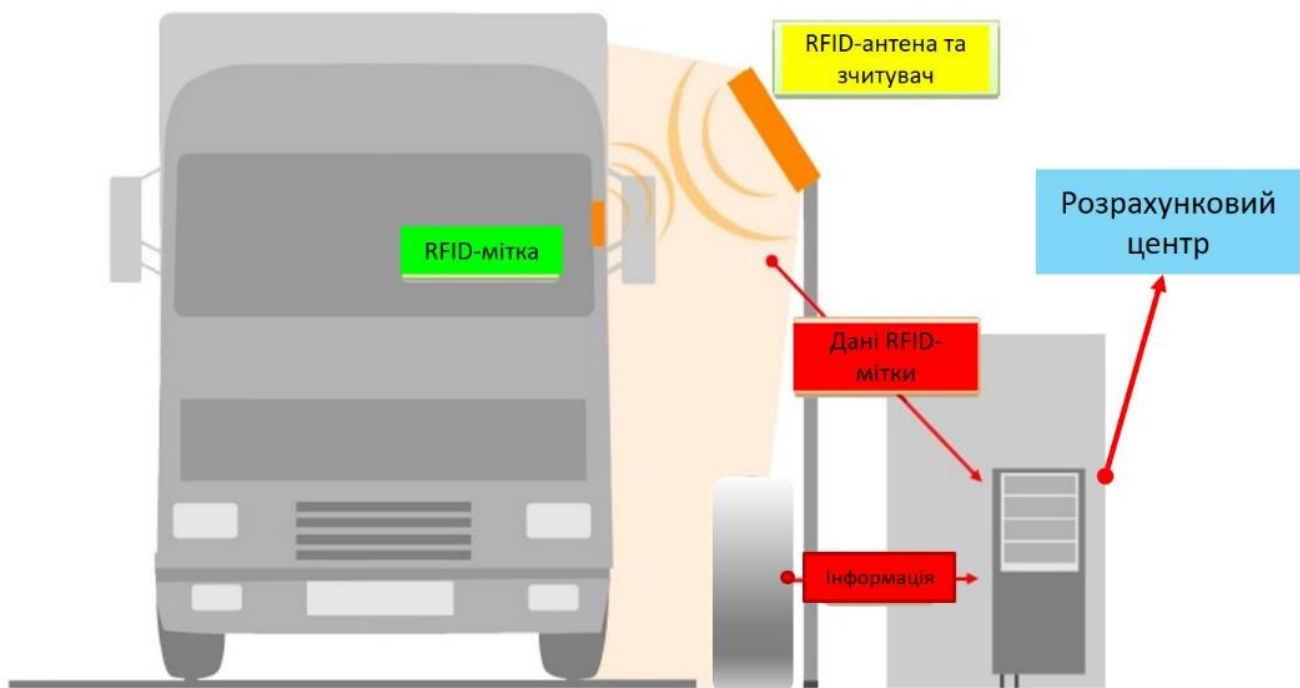 RFID-антена та
зчитувач
Розрахунковий
центр
RFID-мітка
Дані RFID-
мітки
Інформація